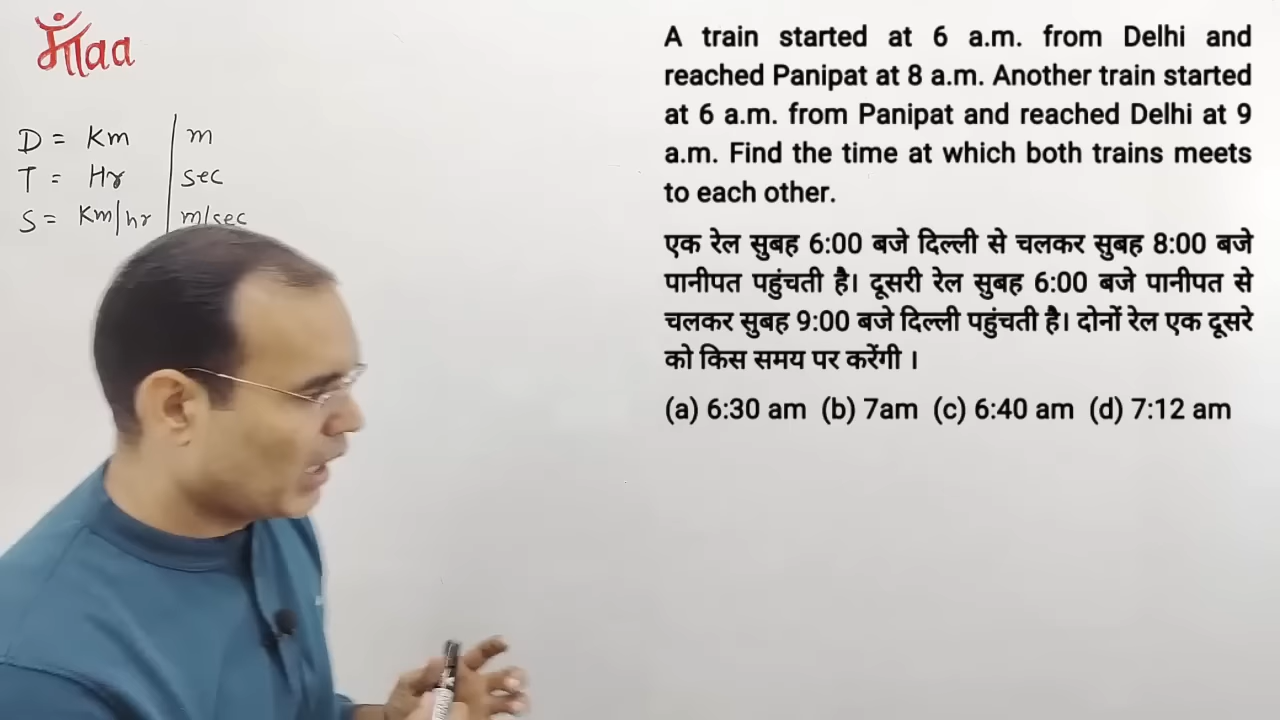 माँaa
D = Km | m
T = Hr | sec
S = Km/hr | m/sec
A train started at 6 a.m. from Delhi and
reached Panipat at 8 a.m. Another train started
at 6 a.m. from Panipat and reached Delhi at 9
a.m. Find the time at which both trains meets
to each other.
एक रेल सुबह 6:00 बजे दिल्ली से चलकर सुबह 8:00 बजे
पानीपत पहुंचती है। दूसरी रेल सुबह 6:00 बजे पानीपत से
चलकर सुबह 9:00 बजे दिल्ली पहुंचती है। दोनों रेल एक दूसरे
को किस समय पर करेंगी ।
(a) 6:30 am (b) 7am (c) 6:40 am (d) 7:12 am